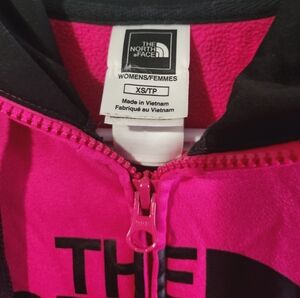 THE
NORTH
FACE
WOMENS/FEMMES
XS/TP
Made in Vietnam
Fabriqué au Vietnam
THE